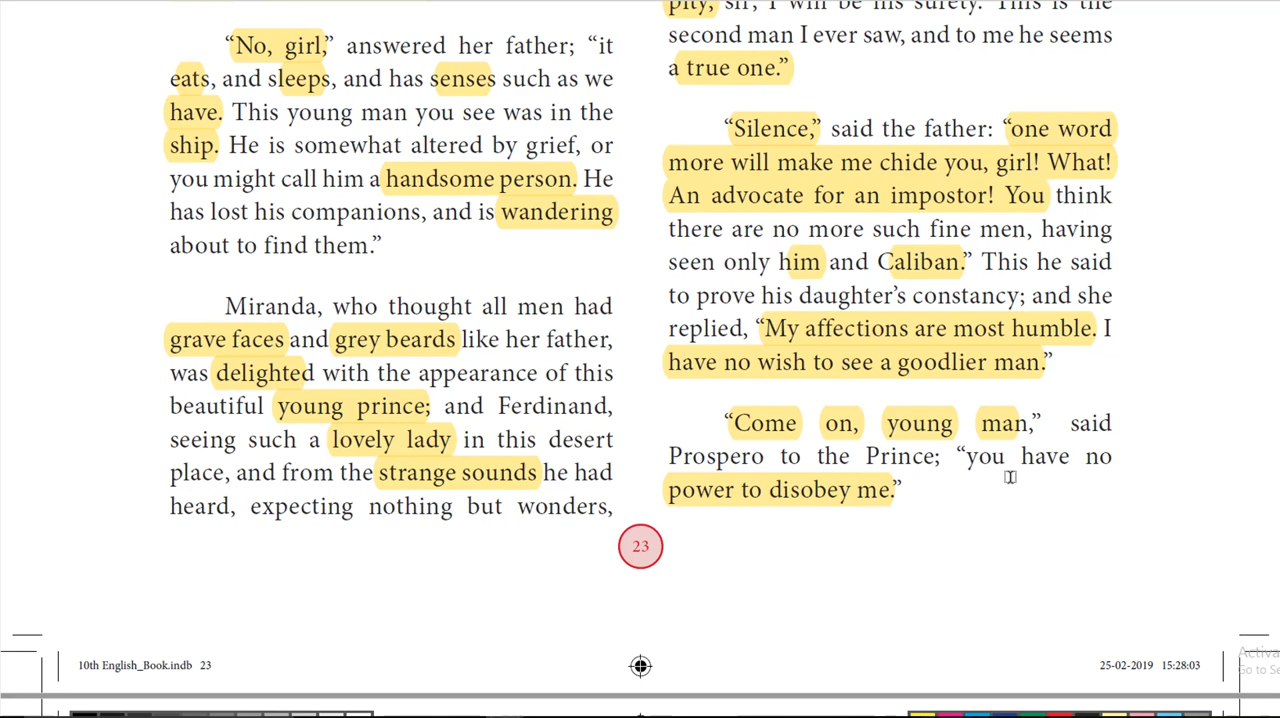 “No, girl,” answered her father; “it
eats, and sleeps, and has senses such as we
have. This young man you see was in the
ship. He is somewhat altered by grief, or
you might call him a handsome person. He
has lost his companions, and is wandering
about to find them.”
Miranda, who thought all men had
grave faces and grey beards like her father,
was delighted with the appearance of this
beautiful young prince; and Ferdinand,
seeing such a lovely lady in this desert
place, and from the strange sounds he had
heard, expecting nothing but wonders,
pity, sir, I will be his surety. This is the
second man I ever saw, and to me he seems
a true one.”
“Silence,” said the father: “one word
more will make me chide you, girl! What!
An advocate for an impostor! You think
there are no more such fine men, having
seen only him and Caliban.” This he said
to prove his daughter’s constancy; and she
replied, “My affections are most humble. I
have no wish to see a goodlier man.”
“Come on, young man,” said
Prospero to the Prince; “you have no
power to disobey me.”
23
10th English_Book.indb 23
25-02-2019 15:28:03